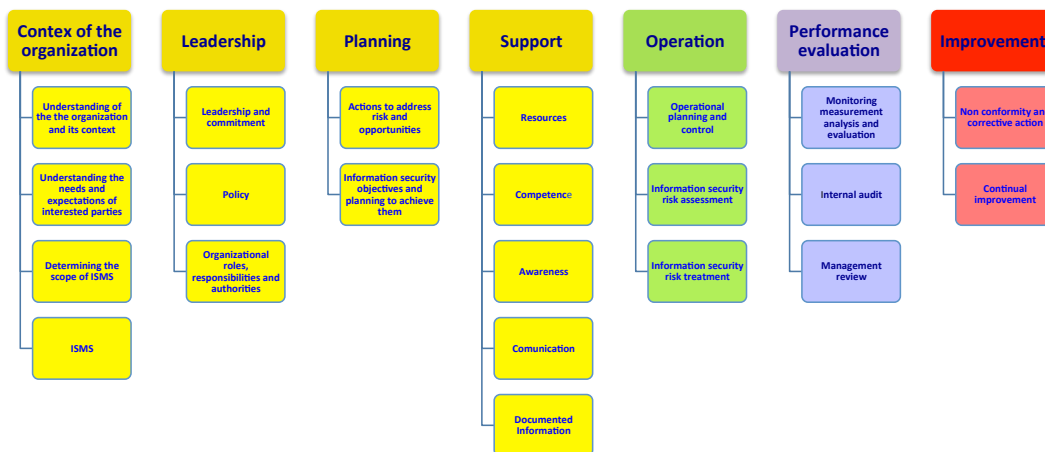 Contex of the
organization
Understanding of
the the organization
and its context
Understanding the
needs and
expectations of
interested parties
Determining the
scope of ISMS
ISMS
Leadership
Leadership and
commitment
Policy
Organizational
roles,
responsibilities and
authorities
Planning
Actions to address
risk and
opportunities
Information security
objectives and
planning to achieve
them
Support
Resources
Competence
Awareness
Comunication
Documented
Information
Operation
Operational
planning and
control
Information security
risk assessment
Information security
risk treatment
Performance
evaluation
Monitoring
measurement
analysis and
evaluation
Internal audit
Management
review
Improvement
Non conformity an
corrective action
Continual
improvement